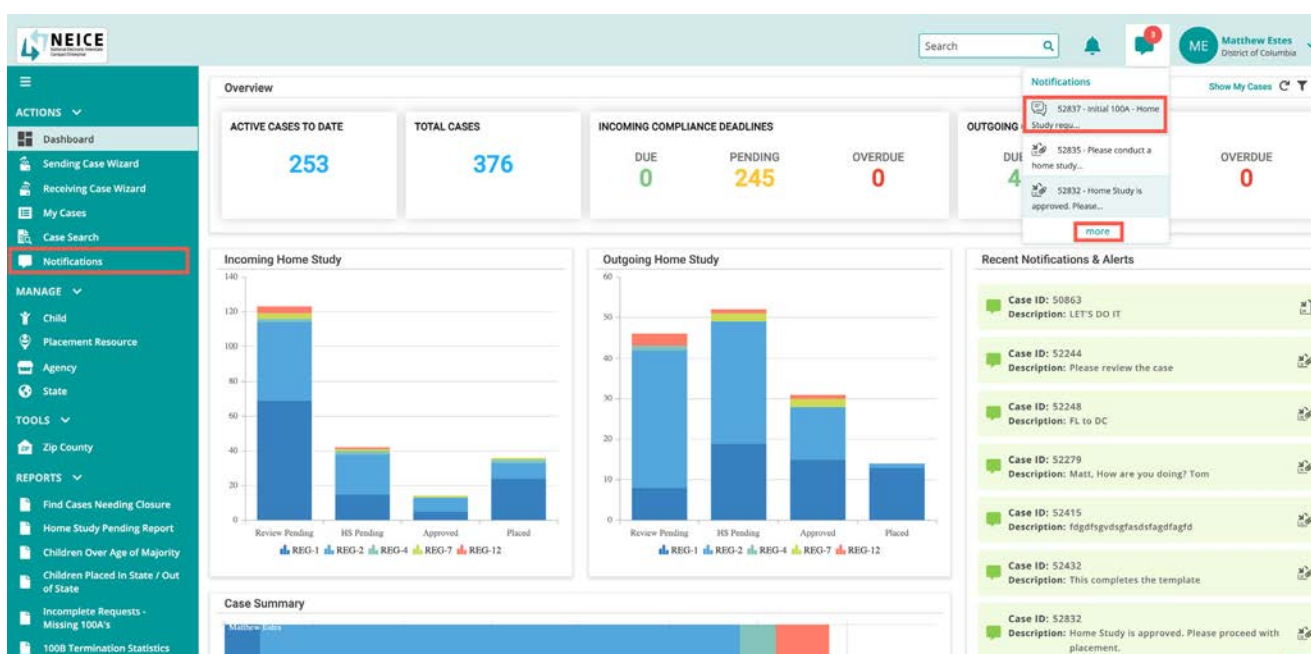 NEICE
National Electronic Interstate
Compact Enterprise
Search
3
ME
Matthew Estes
District of Columbia
ACTIONS
Dashboard
Sending Case Wizard
Receiving Case Wizard
My Cases
Case Search
Notifications
MANAGE
Child
Placement Resource
Agency
State
TOOLS
Zip County
REPORTS
Find Cases Needing Closure
Home Study Pending Report
Children Over Age of Majority
Children Placed In State / Out
of State
Incomplete Requests -
Missing 100A's
100B Termination Statistics
Overview
Show My Cases
ACTIVE CASES TO DATE
253
TOTAL CASES
376
INCOMING COMPLIANCE DEADLINES
DUE PENDING OVERDUE
0 245 0
OUTGOING
DUE OVERDUE
4 0
Notifications
52837 - Initial 100A - Home
Study requ...
52835 - Please conduct a
home study...
52832 - Home Study is
approved. Please...
more
Incoming Home Study
140
120
100
80
60
40
20
0
Review Pending HS Pending Approved Placed
REG-1 REG-2 REG-4 REG-7 REG-12
Outgoing Home Study
60
50
40
30
20
10
0
Review Pending HS Pending Approved Placed
REG-1 REG-2 REG-4 REG-7 REG-12
Recent Notifications & Alerts
Case ID: 50863
Description: LET'S DO IT
Case ID: 52244
Description: Please review the case
Case ID: 52248
Description: FL to DC
Case ID: 52279
Description: Matt, How are you doing? Tom
Case ID: 52415
Description: fdgdfsgvdsgfasdsfagdfagfd
Case ID: 52432
Description: This completes the template
Case ID: 52832
Description: Home Study is approved. Please proceed with
placement.
Case Summary
Matthew Estes